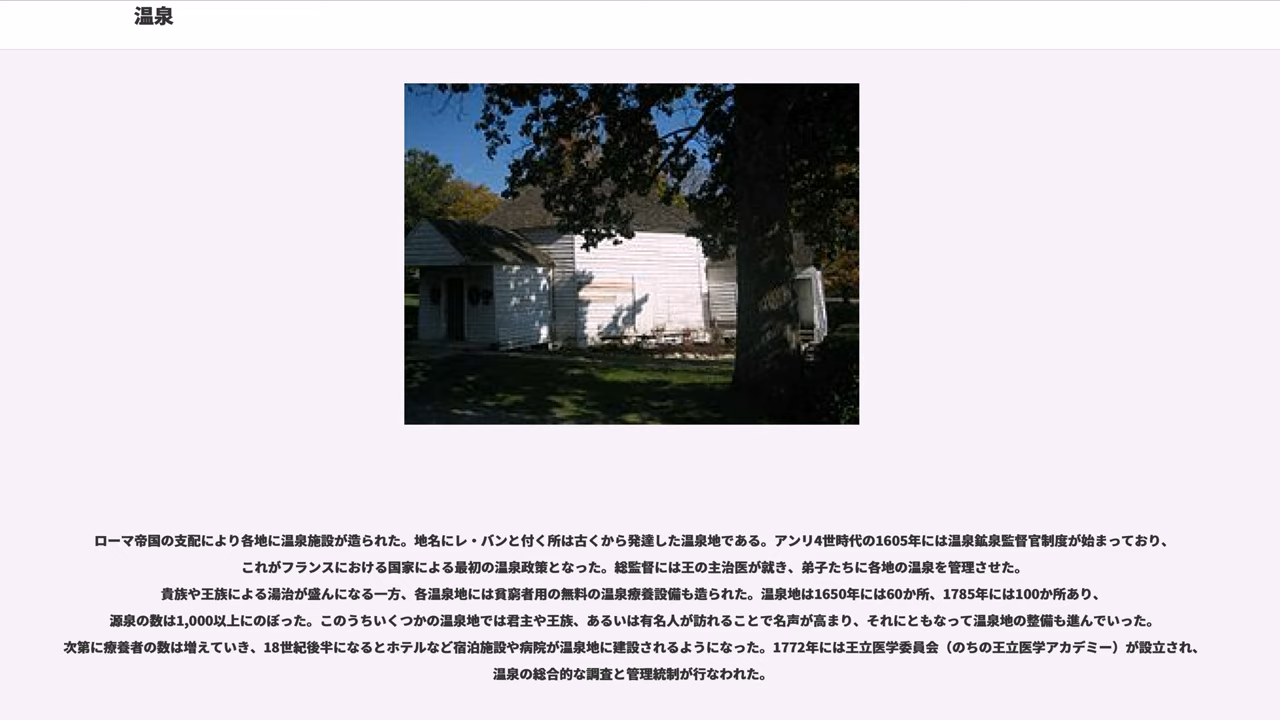 温泉
ローマ帝国の支配により各地に温泉施設が造られた。地名にレ・バンと付く所は古くから発達した温泉地である。アンリ4世時代の1605年には温泉鉱泉監督官制度が始まっており、
これがフランスにおける国家による最初の温泉政策となった。総監督には王の主治医が就き、弟子たちに各地の温泉を管理させた。
貴族や王族による湯治が盛んになる一方、各温泉地には貧窮者用の無料の温泉療養設備も造られた。温泉地は1650年には60か所、1785年には100か所あり、
源泉の数は1,000以上にのぼった。このうちいくつかの温泉地では君主や王族、あるいは有名人が訪れることで名声が高まり、それにともなって温泉地の整備も進んでいった。
次第に療養者の数は増えていき、18世紀後半になるとホテルなど宿泊施設や病院が温泉地に建設されるようになった。1772年には王立医学委員会（のちの王立医学アカデミー）が設立され、
温泉の総合的な調査と管理統制が行なわれた。